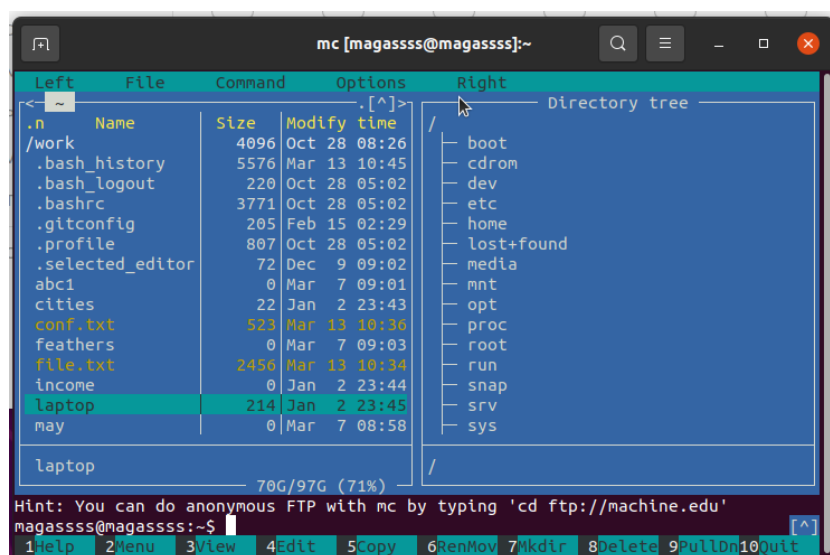 mc [magassss@magassss]:~
Left File Command Options Right
<- ~ .[^]>
Directory tree
.n Name Size Modify time
/work 4096 Oct 28 08:26
.bash_history 5576 Mar 13 10:45
.bash_logout 220 Oct 28 05:02
.bashrc 3771 Oct 28 05:02
.gitconfig 205 Feb 15 02:29
.profile 807 Oct 28 05:02
.selected_editor 72 Dec 9 09:02
abc1 0 Mar 7 09:01
cities 22 Jan 2 23:43
conf.txt 523 Mar 13 10:36
feathers 0 Mar 7 09:03
file.txt 2456 Mar 13 10:34
income 0 Jan 2 23:44
laptop 214 Jan 2 23:45
may 0 Mar 7 08:58
laptop
70G/97G (71%)
/
boot
cdrom
dev
etc
home
lost+found
media
mnt
opt
proc
root
run
snap
srv
sys
/
Hint: You can do anonymous FTP with mc by typing 'cd ftp://machine.edu'
magassss@magassss:~$ [^]
1Help 2Menu 3View 4Edit 5Copy 6RenMov 7Mkdir 8Delete 9PullDn 10Quit